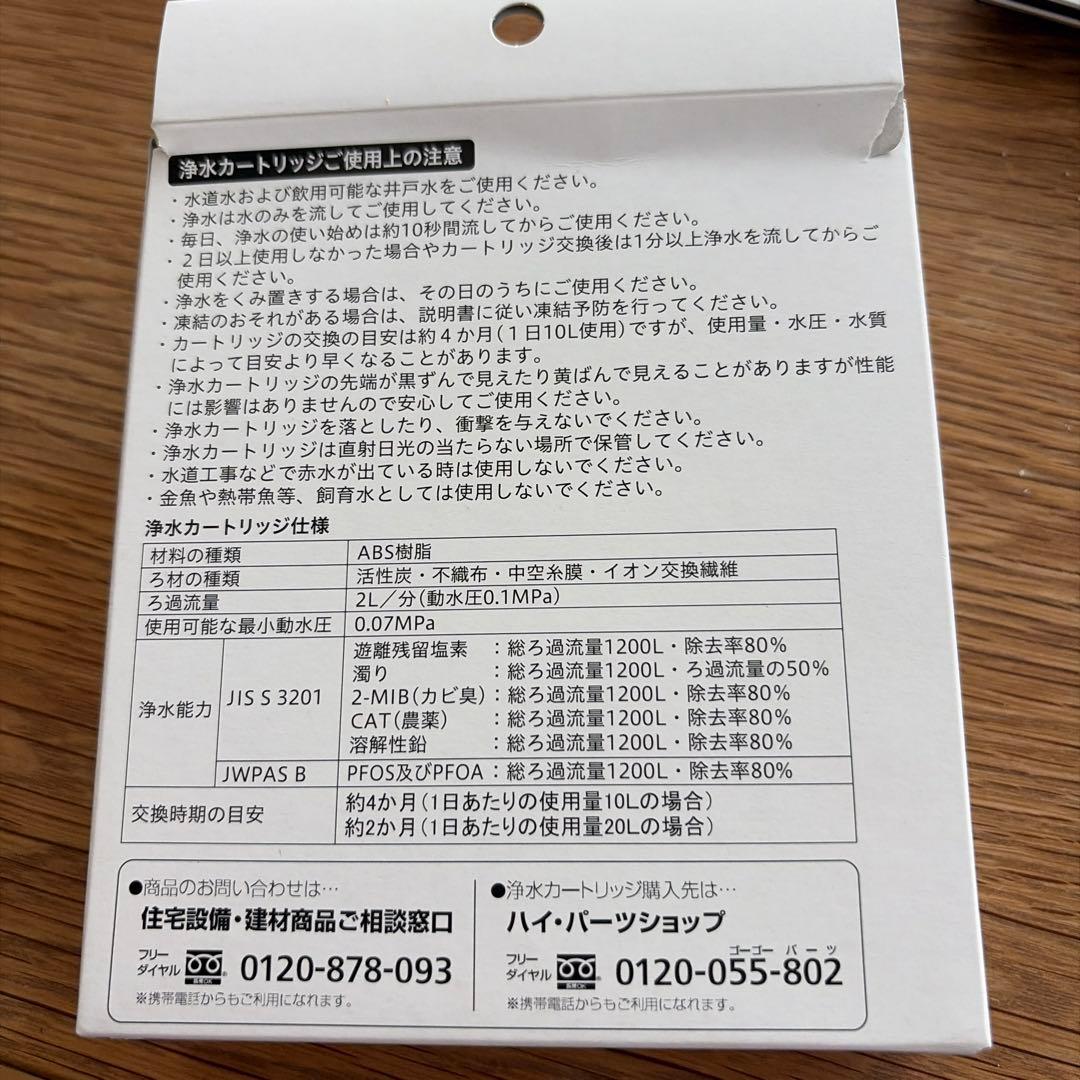 浄水カートリッジご使用上の注意
・水道水および飲用可能な井戸水をご使用ください。
・浄水は水のみを流してご使用してください。
・毎日、浄水の使い始めは約10秒間流してからご使用ください。
・2日以上使用しなかった場合やカートリッジ交換後は1分以上浄水を流してからご
使用ください。
・浄水をくみ置きする場合は、その日のうちにご使用ください。
・凍結のおそれがある場合は、説明書に従い凍結予防を行ってください。
・カートリッジの交換の目安は約4か月(1日10L使用)ですが、使用量・水圧・水質
によって目安より早くなることがあります。
・浄水カートリッジの先端が黒ずんで見えたり黄ばんで見えることがありますが性能
には影響はありませんので安心してご使用ください。
・浄水カートリッジを落としたり、衝撃を与えないでください。
・浄水カートリッジは直射日光の当たらない場所で保管してください。
・水道工事などで赤水が出ている時は使用しないでください。
・金魚や熱帯魚等、飼育水としては使用しないでください。
浄水カートリッジ仕様
材料の種類 ABS樹脂
ろ材の種類 活性炭・不織布・中空糸膜・イオン交換繊維
ろ過流量 2L/分(動水圧0.1MPa)
使用可能な最小動水圧 0.07MPa
浄水能力 JIS S 3201 遊離残留塩素 :総ろ過流量1200L・除去率80%
濁り :総ろ過流量1200L・ろ過流量の50%
2-MIB(カビ臭):総ろ過流量1200L・除去率80%
CAT(農薬) :総ろ過流量1200L・除去率80%
溶解性鉛 :総ろ過流量1200L・除去率80%
JWPAS B PFOS及びPFOA:総ろ過流量1200L・除去率80%
交換時期の目安 約4か月(1日あたりの使用量10Lの場合)
約2か月(1日あたりの使用量20Lの場合)
●商品のお問い合わせは…
住宅設備・建材商品ご相談窓口
フリー
ダイヤル 0120-878-093
※携帯電話からもご利用になれます。
●浄水カートリッジ購入先は…
ハイ・パーツショップ
ゴーゴー パーツ
フリー
ダイヤル 0120-055-802
※携帯電話からもご利用になれます。